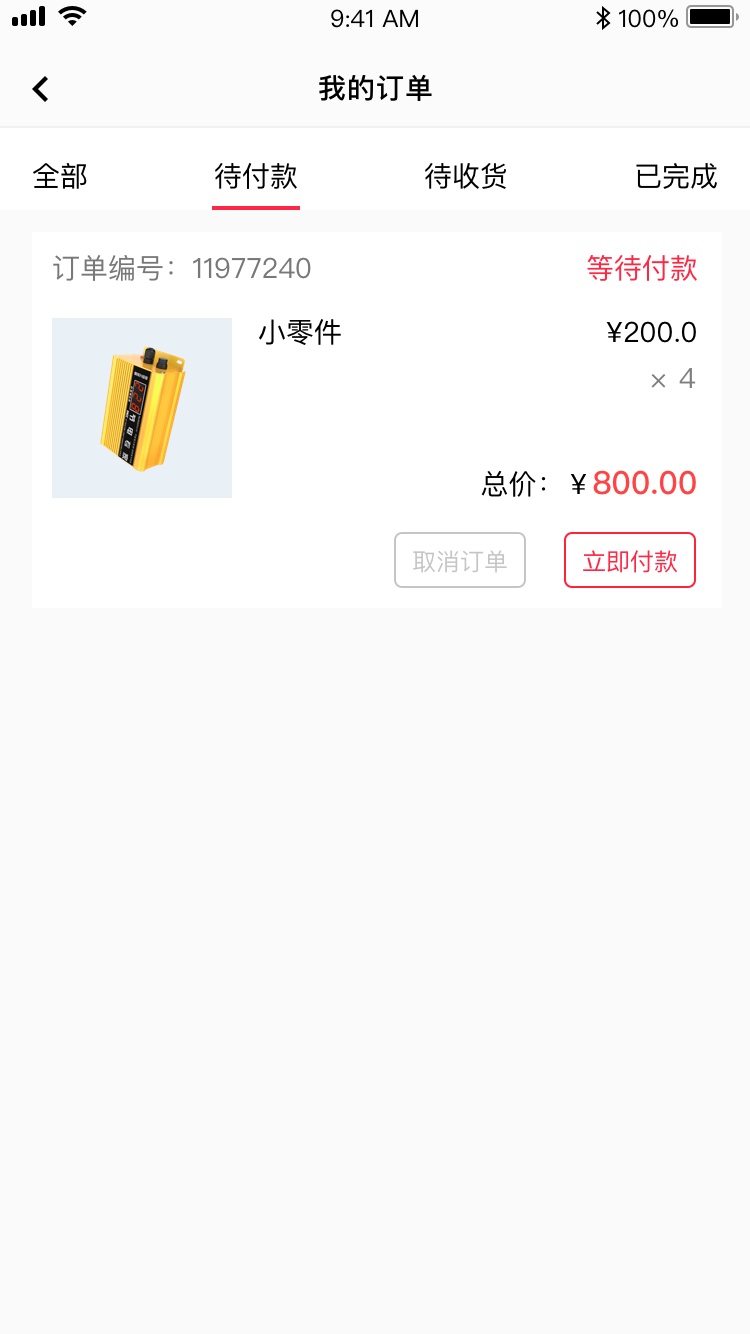 9:41 AM 100%
我的订单
全部 待付款 待收货 已完成
订单编号：11977240 等待付款
小零件 ¥200.0
× 4
总价：￥800.00
取消订单 立即付款